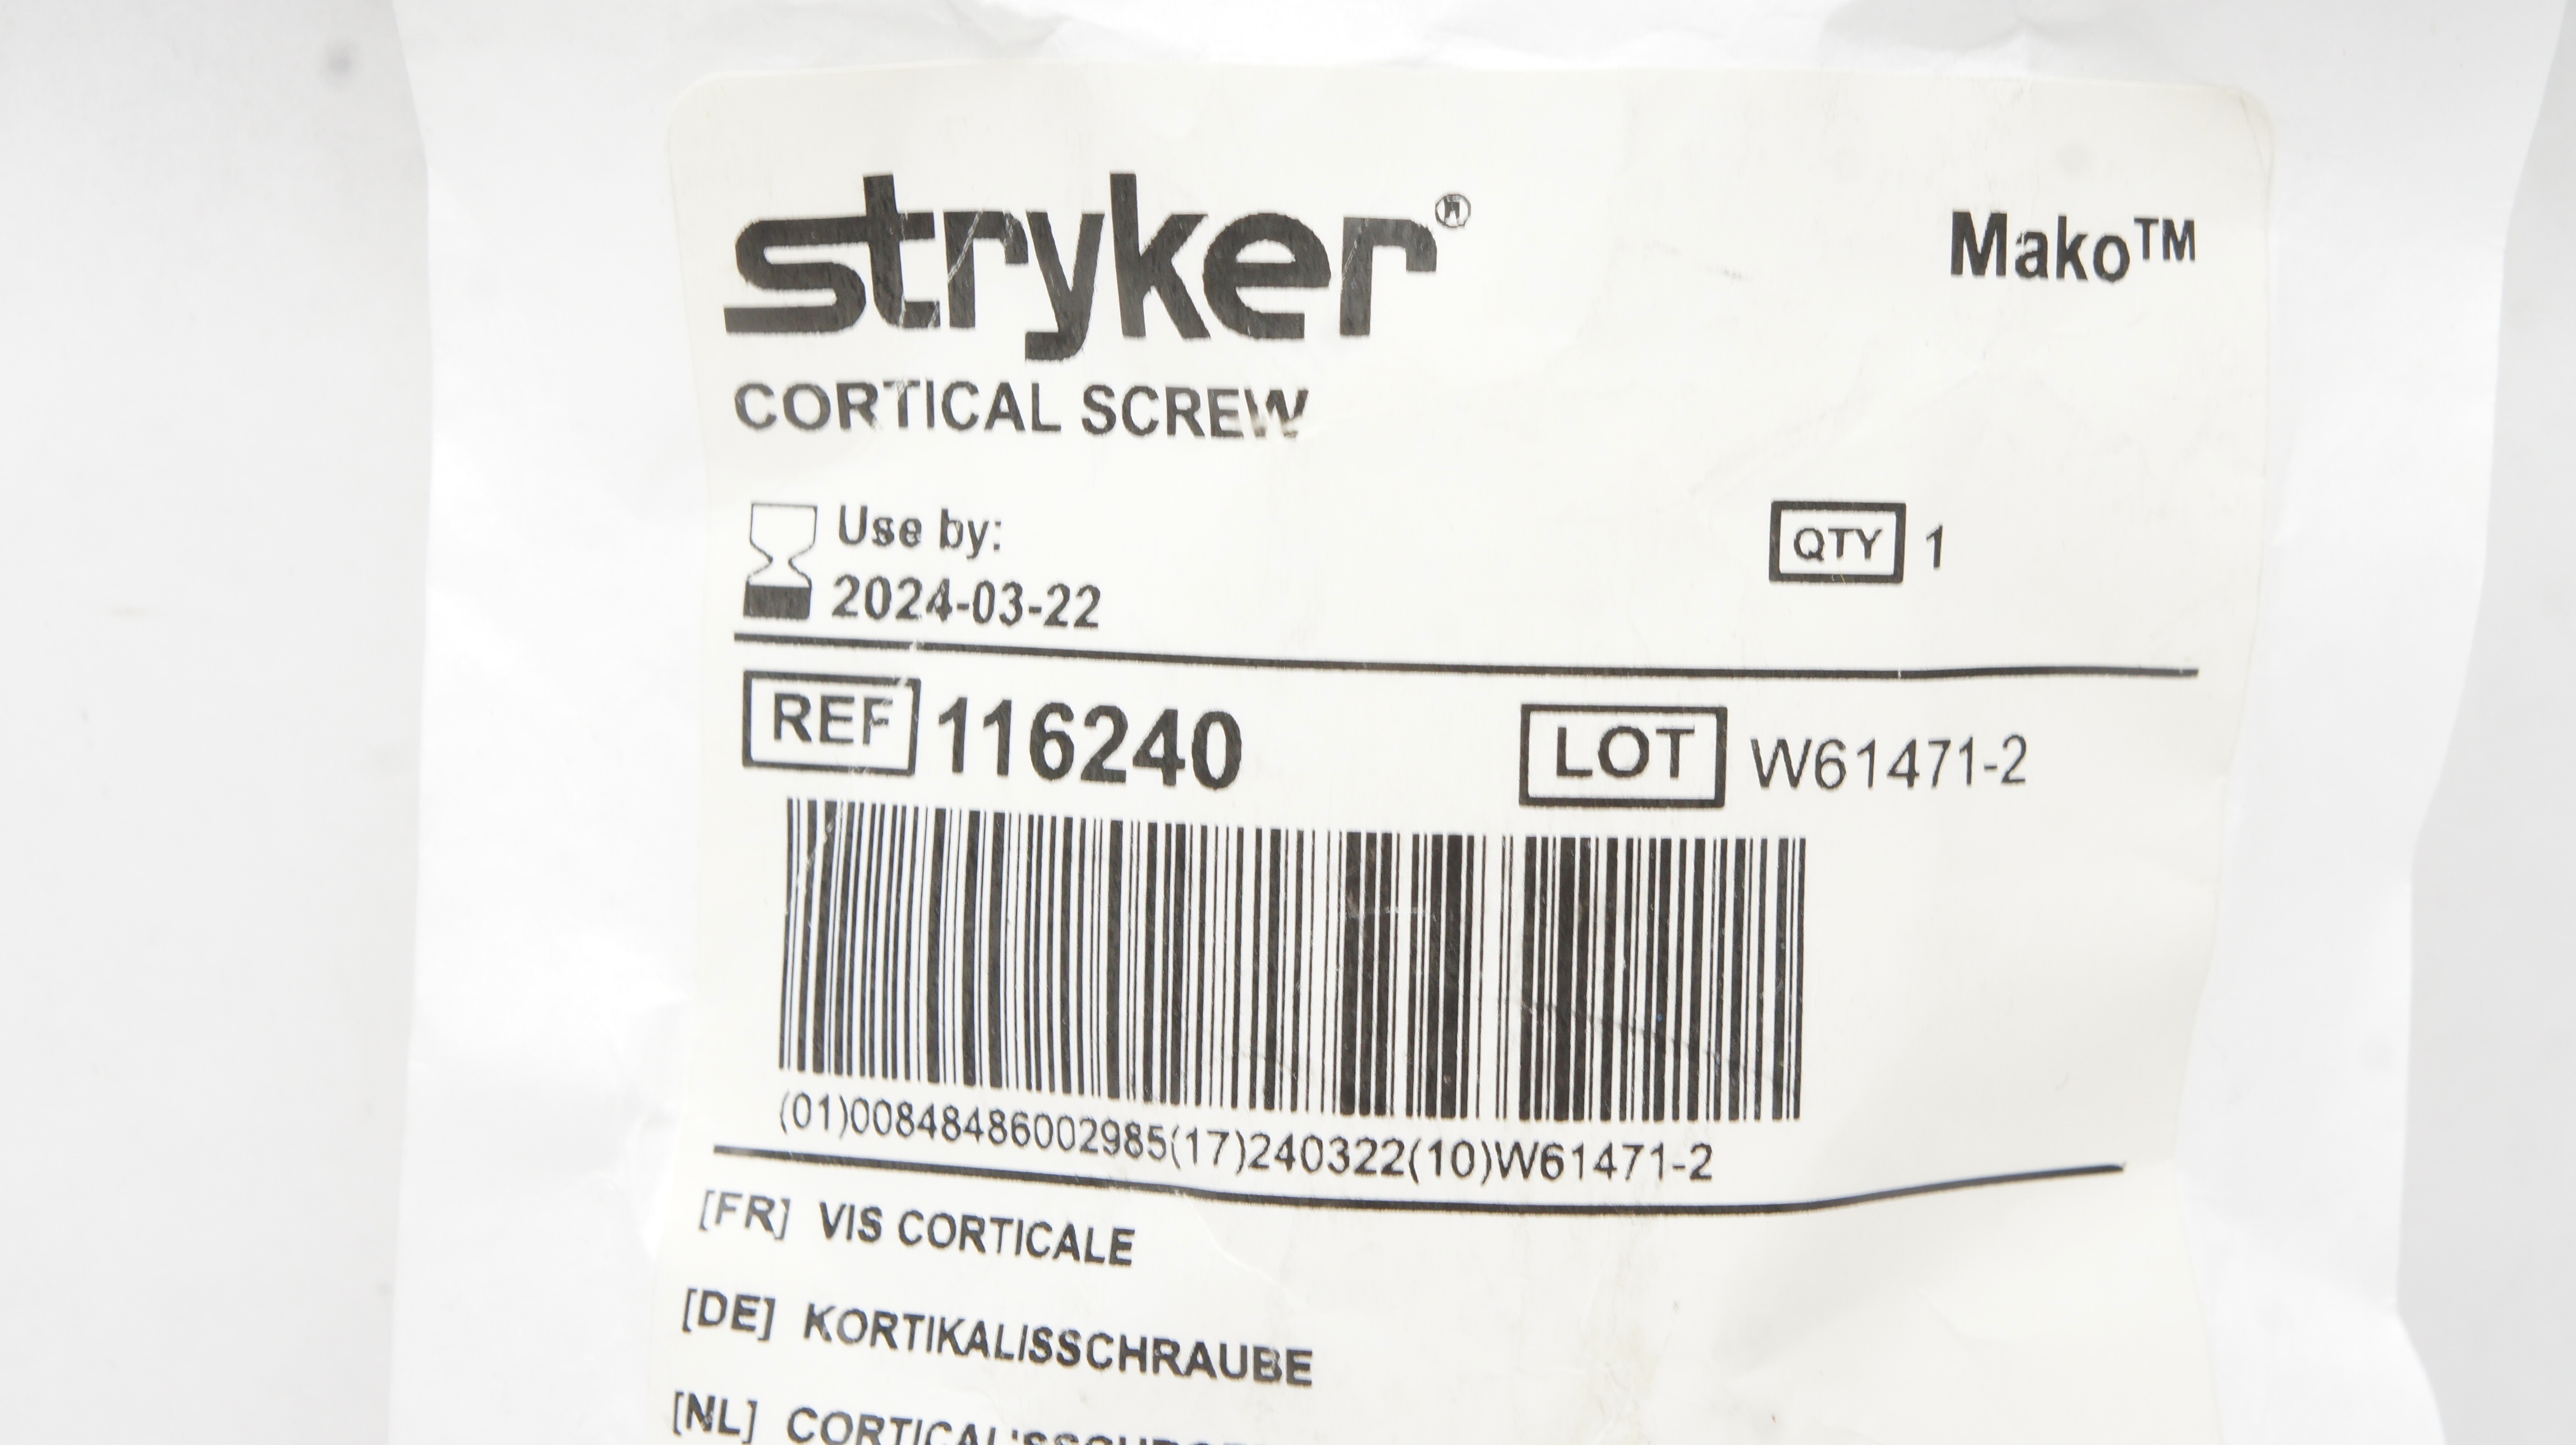 stryker®
Mako™
CORTICAL SCREW
Use by:
2024-03-22
QTY 1
REF 116240
LOT W61471-2
(01)00848486002985(17)240322(10)W61471-2
[FR] VIS CORTICALE
[DE] KORTIKALISSCHRAUBE
[NL]